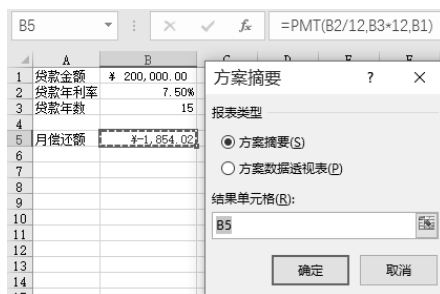 B5 fx =PMT(B2/12,B3*12,B1)
A B C D E F
1 贷款金额 ¥ 200,000.00
2 贷款年利率 7.50%
3 贷款年数 15
4
5 月偿还额 ¥-1,854.02
6
7
8
9
10
11
12
13
14
方案摘要 ? ×
报表类型
方案摘要(S)
方案数据透视表(P)
结果单元格(R):
B5
确定 取消